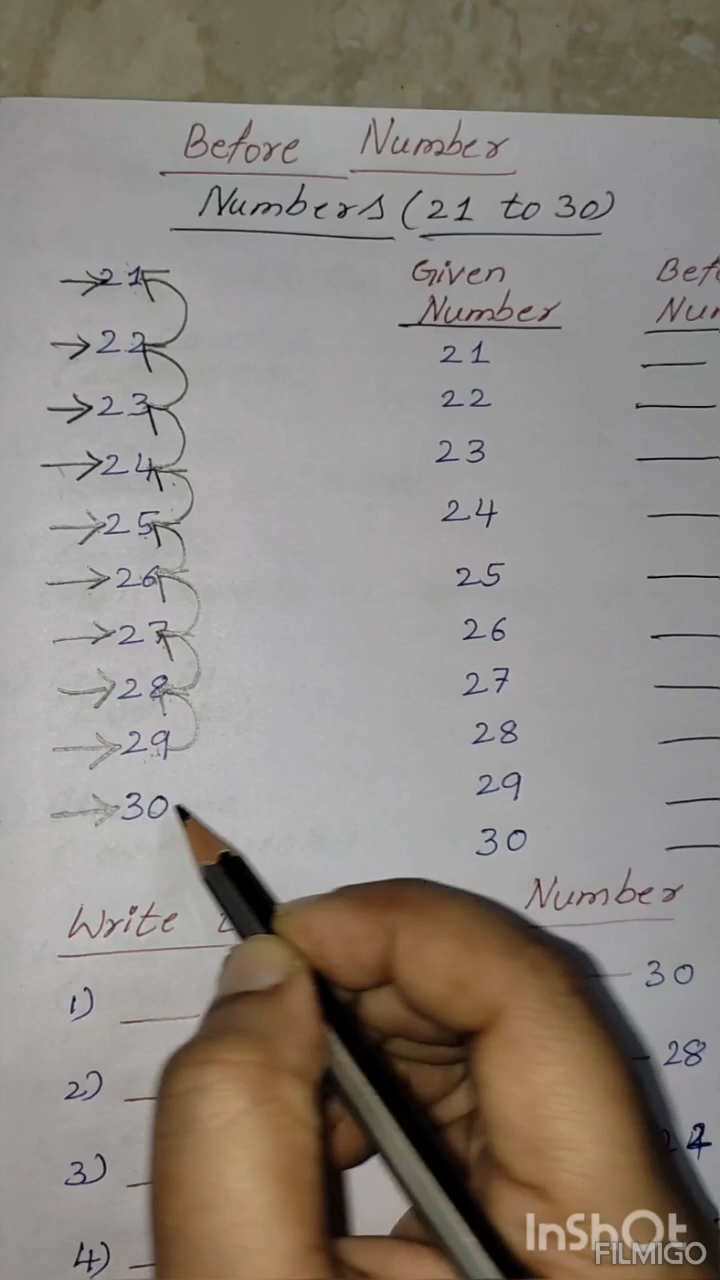 Before Number
Numbers (21 to 30)
→21
→22
→23
→24
→25
→26
→27
→28
→29
→30
Given
Number
21
22
23
24
25
26
27
28
29
30
Bef
Num
Write
Number
1) 30
2) 28
3)
4)
InShOt
FILMIGO